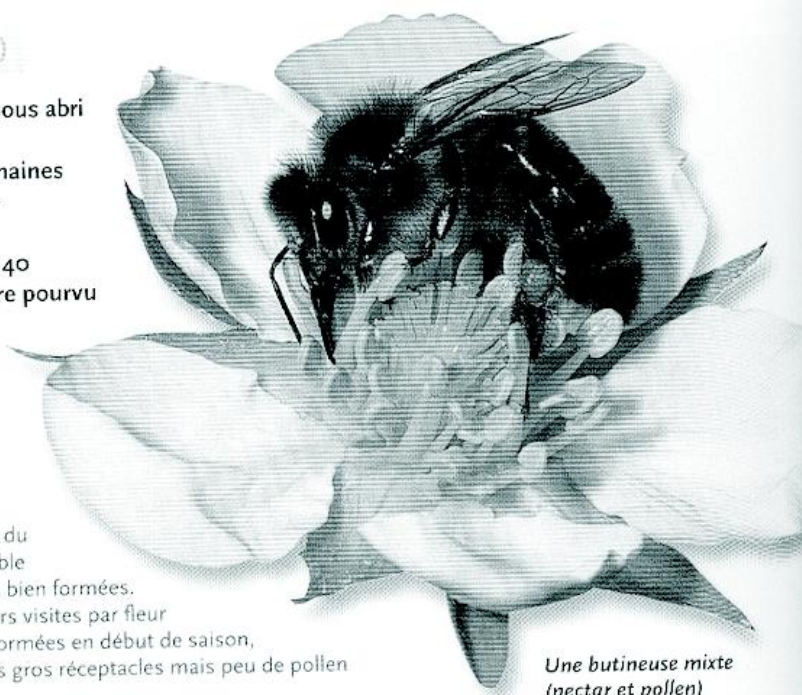 ous abri
naines
40
re pourvu
du
ble
bien formées.
rs visites par fleur
ormées en début de saison,
s gros réceptacles mais peu de pollen
Une butineuse mixte
(nectar et pollen)